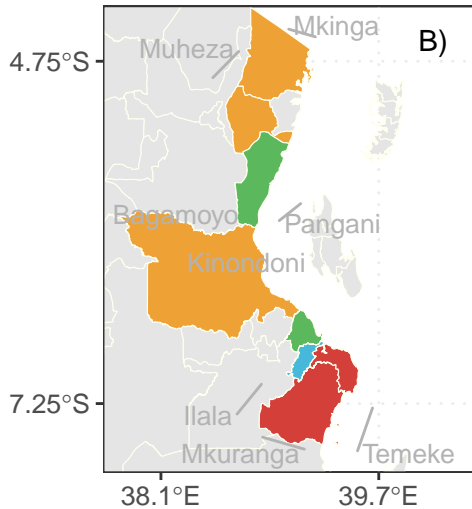 Mkinga
B)
Muheza
4.75°S
Bagamoyo
Pangani
Kinondoni
7.25°S
Ilala
Mkuranga
Temeke
38.1°E
39.7°E